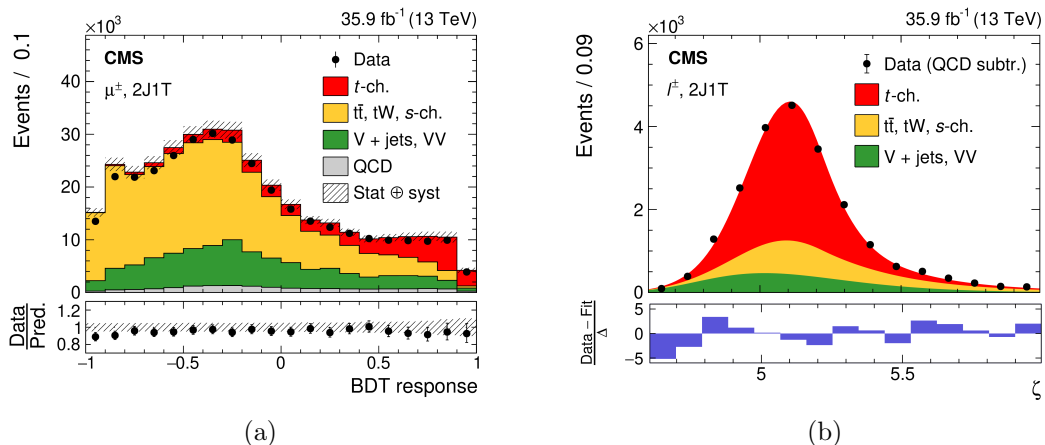 35.9 fb⁻¹ (13 TeV)
×10³
CMS
μ±, 2J1T
Data
t-ch.
tt̄, tW, s-ch.
V + jets, VV
QCD
Stat ⊕ syst
Events / 0.1
40
30
20
10
0
Data
Pred.
1.2
1
0.8
−1
−0.5
0
0.5
1
BDT response
(a)
35.9 fb⁻¹ (13 TeV)
×10³
CMS
l±, 2J1T
Data (QCD subtr.)
t-ch.
tt̄, tW, s-ch.
V + jets, VV
Events / 0.09
6
4
2
0
Data − Fit
Δ
5
0
−5
5
5.5
ζ
(b)